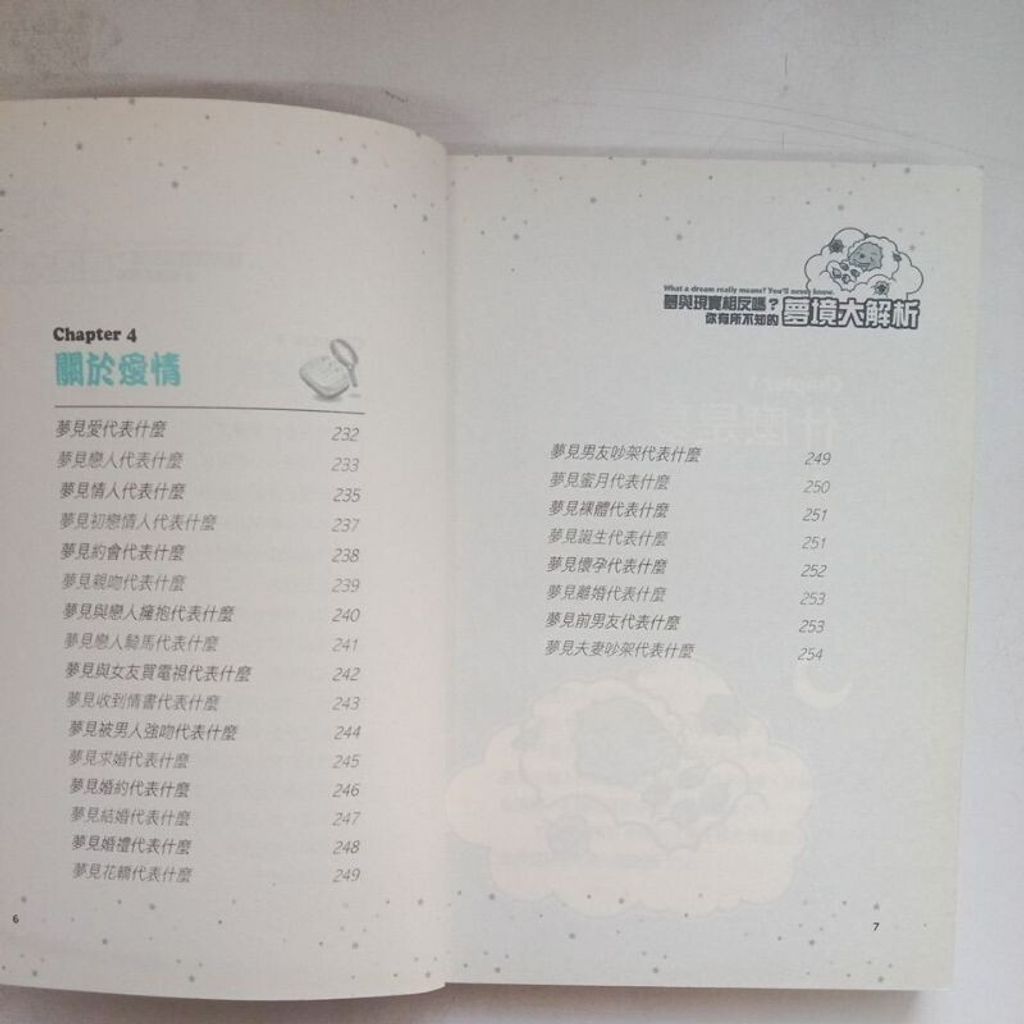 Chapter 4
關於愛情
夢見愛代表什麼 232
夢見戀人代表什麼 233
夢見情人代表什麼 235
夢見初戀情人代表什麼 237
夢見約會代表什麼 238
夢見親吻代表什麼 239
夢見與戀人擁抱代表什麼 240
夢見戀人騎馬代表什麼 241
夢見與女友買電視代表什麼 242
夢見收到情書代表什麼 243
夢見被男人強吻代表什麼 244
夢見求婚代表什麼 245
夢見婚約代表什麼 246
夢見結婚代表什麼 247
夢見婚禮代表什麼 248
夢見花轎代表什麼 249
6
What a dream really means? You'll never know.
夢與現實相反嗎？
你有所不知的 夢境大解析
夢見男友吵架代表什麼 249
夢見蜜月代表什麼 250
夢見裸體代表什麼 251
夢見誕生代表什麼 251
夢見懷孕代表什麼 252
夢見離婚代表什麼 253
夢見前男友代表什麼 253
夢見夫妻吵架代表什麼 254
7